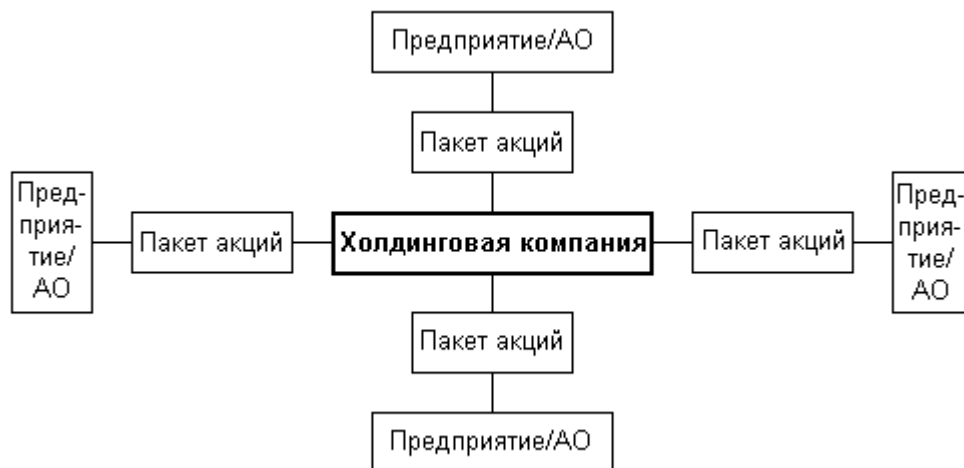 Предприятие/АО
Пакет акций
Пред-
прия-
тие/
АО
Пакет акций
Холдинговая компания
Пакет акций
Пред-
прия-
тие/
АО
Пакет акций
Предприятие/АО